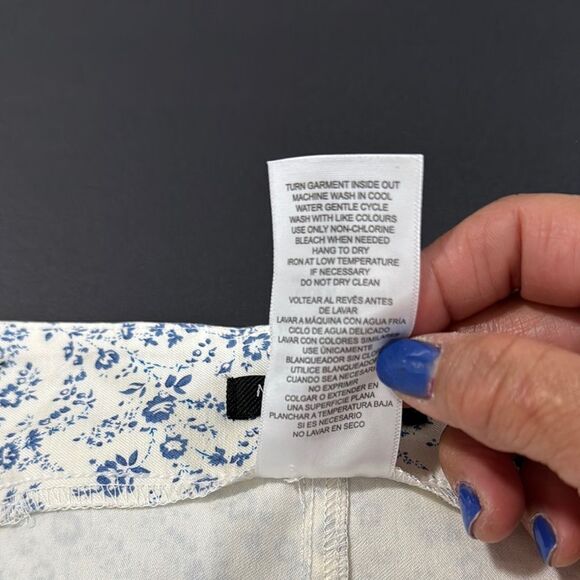 TURN GARMENT INSIDE OUT
MACHINE WASH IN COOL
WATER GENTLE CYCLE
WASH WITH LIKE COLOURS
USE ONLY NON-CHLORINE
BLEACH WHEN NEEDED
HANG TO DRY
IRON AT LOW TEMPERATURE
IF NECESSARY
DO NOT DRY CLEAN
VOLTEAR AL REVÉS ANTES
DE LAVAR
LAVAR A MÁQUINA CON AGUA FRÍA
CICLO DE AGUA DELICADO
LAVAR CON COLORES
USE ÚNICAMENTE
BLANQUEADOR SIN
UTILICE BLANQUEADOR
CUANDO SEA
NO EXPRIMIR
COLGAR O EXTENDER EN
UNA SUPERFICIE PLANA
PLANCHAR A TEMPERATURA BAJA
SI ES NECESARIO
NO LAVAR EN SECO